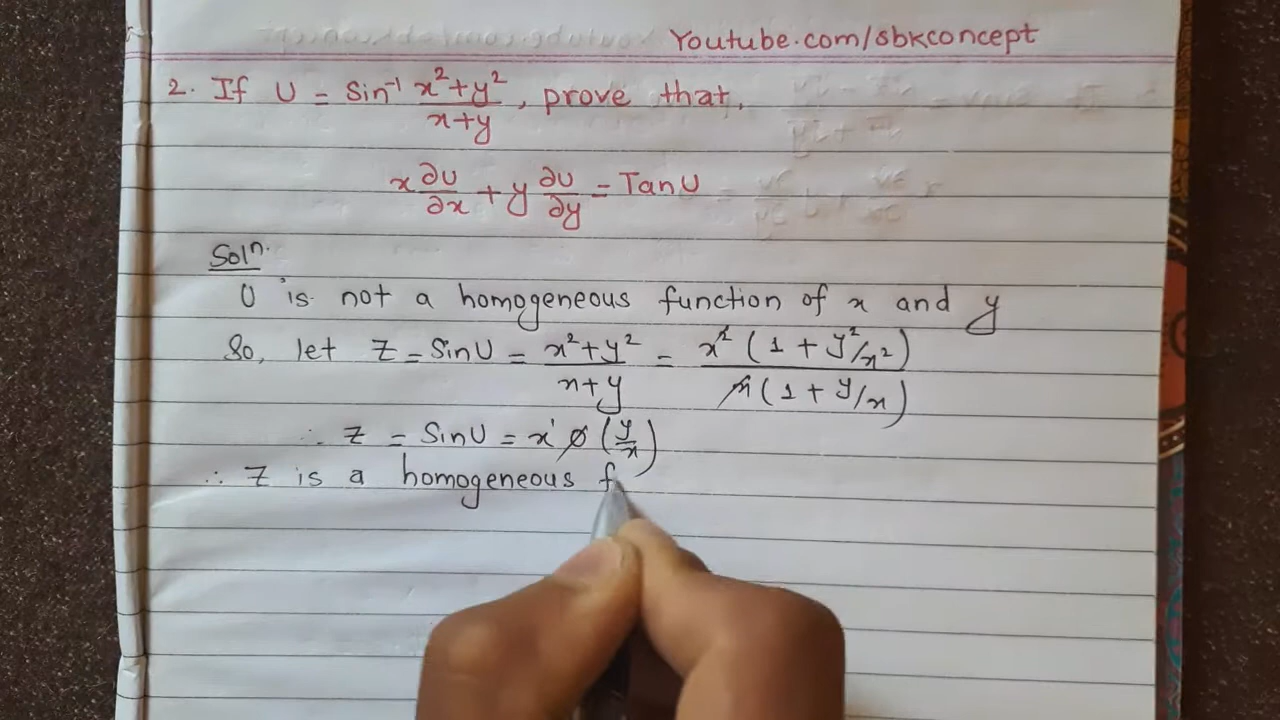 Youtube.com/sbkconcept
2. If U = Sin⁻¹ x²+y² / x+y, prove that,
x ∂U/∂x + y ∂U/∂y = Tan U
Solⁿ.
U is not a homogeneous function of x and y
So, let Z = Sin U = x²+y² / x+y = x² (1 + y²/x²) / x (1 + y/x)
∴ Z = Sin U = x¹ ϕ (y/x)
∴ Z is a homogeneous f